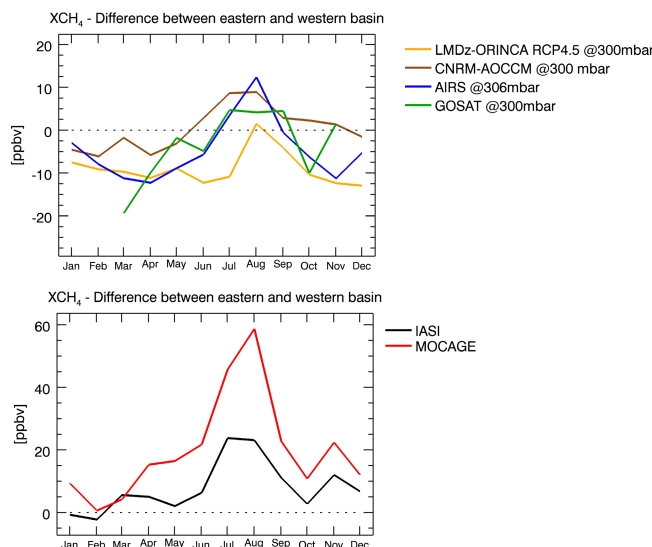 XCH4 - Difference between eastern and western basin
20
10
0
-10
-20
[ppbv]
Jan Feb Mar Apr May Jun Jul Aug Sep Oct Nov Dec
LMDz-ORINCA RCP4.5 @300mbar
CNRM-AOCCM @300 mbar
AIRS @306mbar
GOSAT @300mbar
XCH4 - Difference between eastern and western basin
60
40
20
0
[ppbv]
Jan Feb Mar Apr May Jun Jul Aug Sep Oct Nov Dec
IASI
MOCAGE